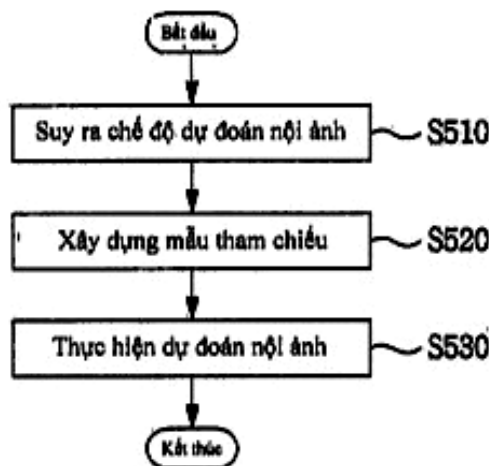 Bắt đầu
Suy ra chế độ dự đoán nội ảnh
S510
Xây dựng mẫu tham chiếu
S520
Thực hiện dự đoán nội ảnh
S530
Kết thúc